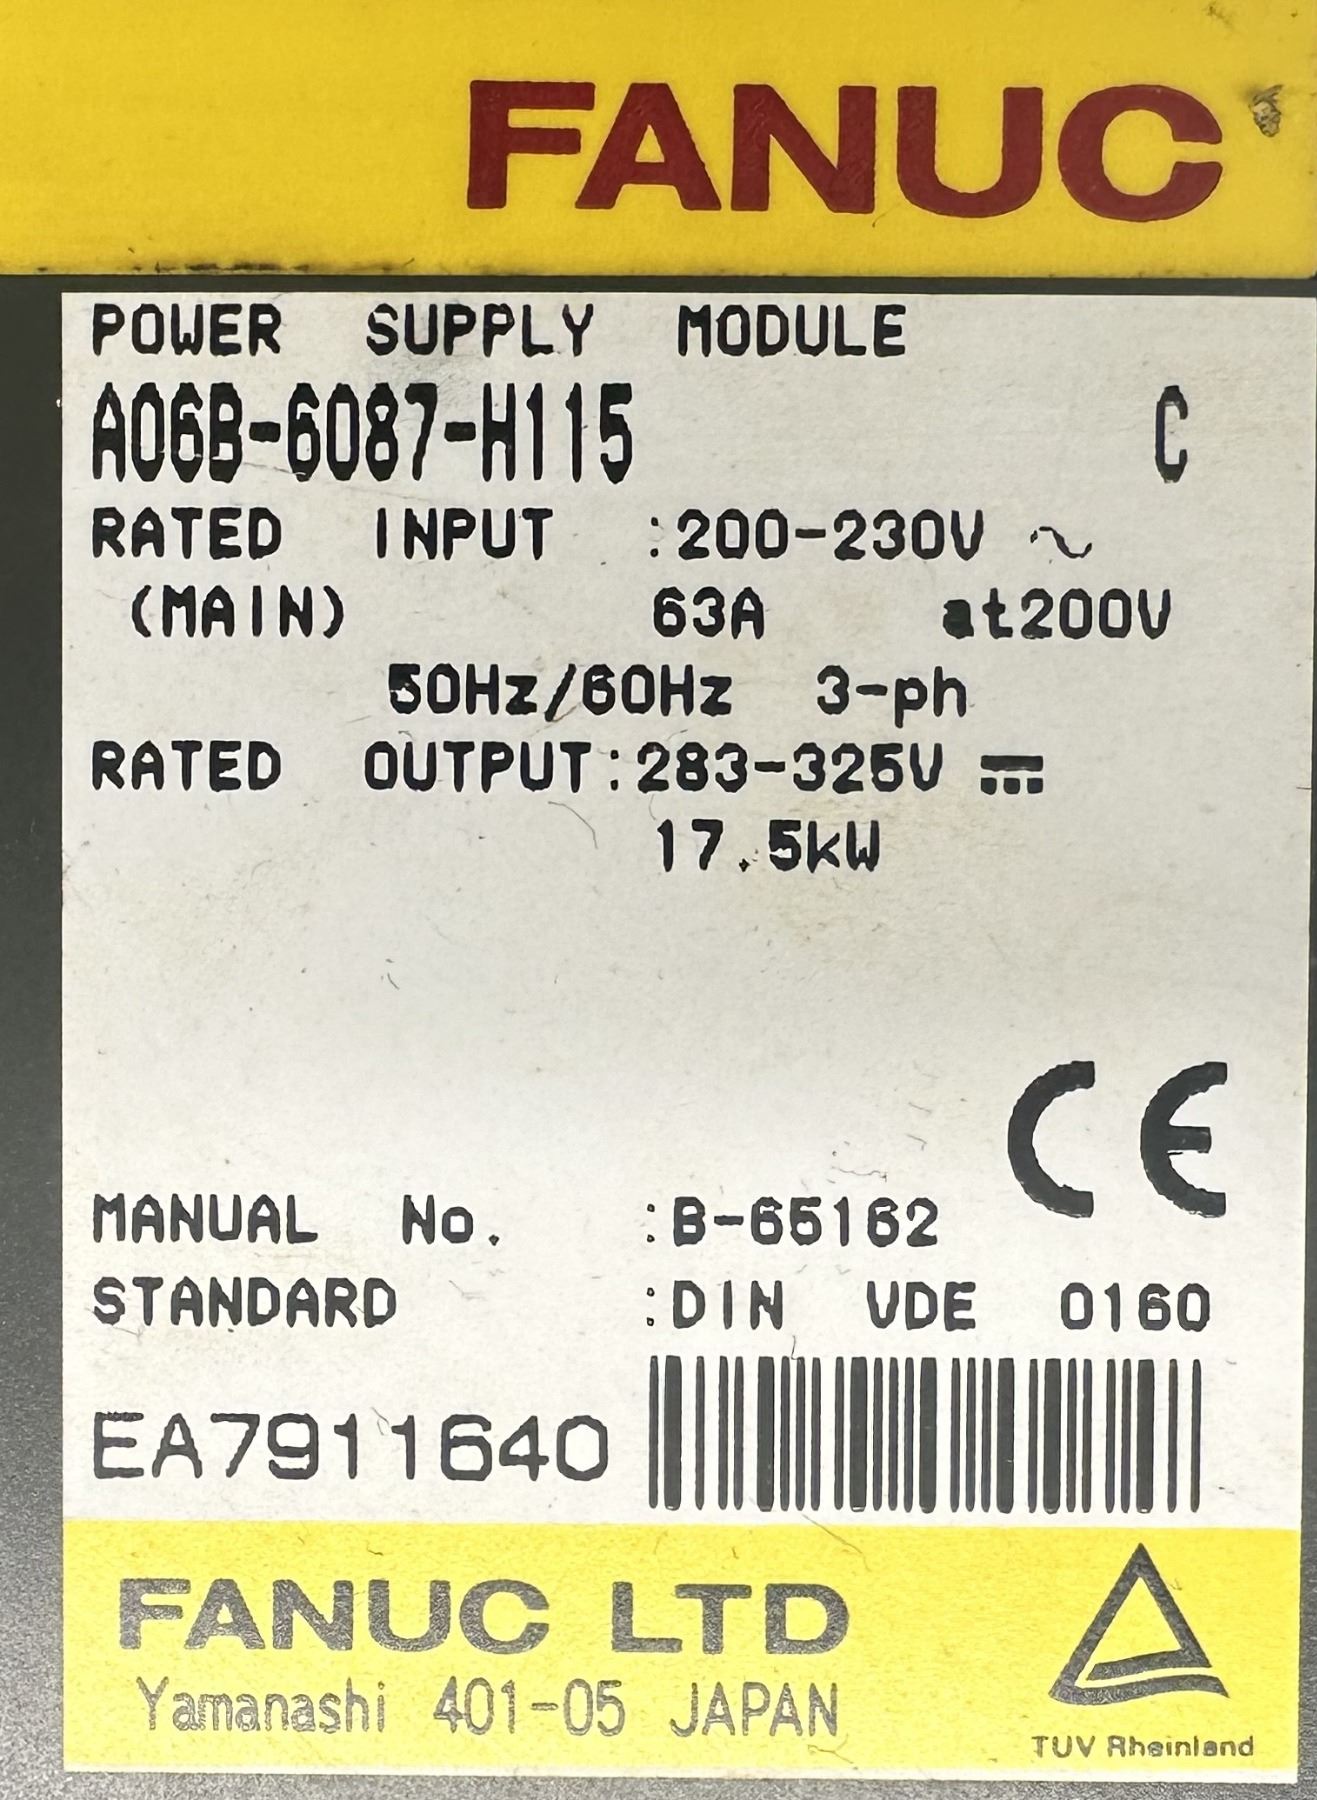 FANUC
POWER SUPPLY MODULE
A06B-6087-H115 C
RATED INPUT :200-230V ~
(MAIN) 63A at200V
50Hz/60Hz 3-ph
RATED OUTPUT:283-325V ⎓
17.5kW
CE
MANUAL No. :B-65162
STANDARD :DIN VDE 0160
EA7911640
FANUC LTD
Yamanashi 401-05 JAPAN
TUV Rheinland